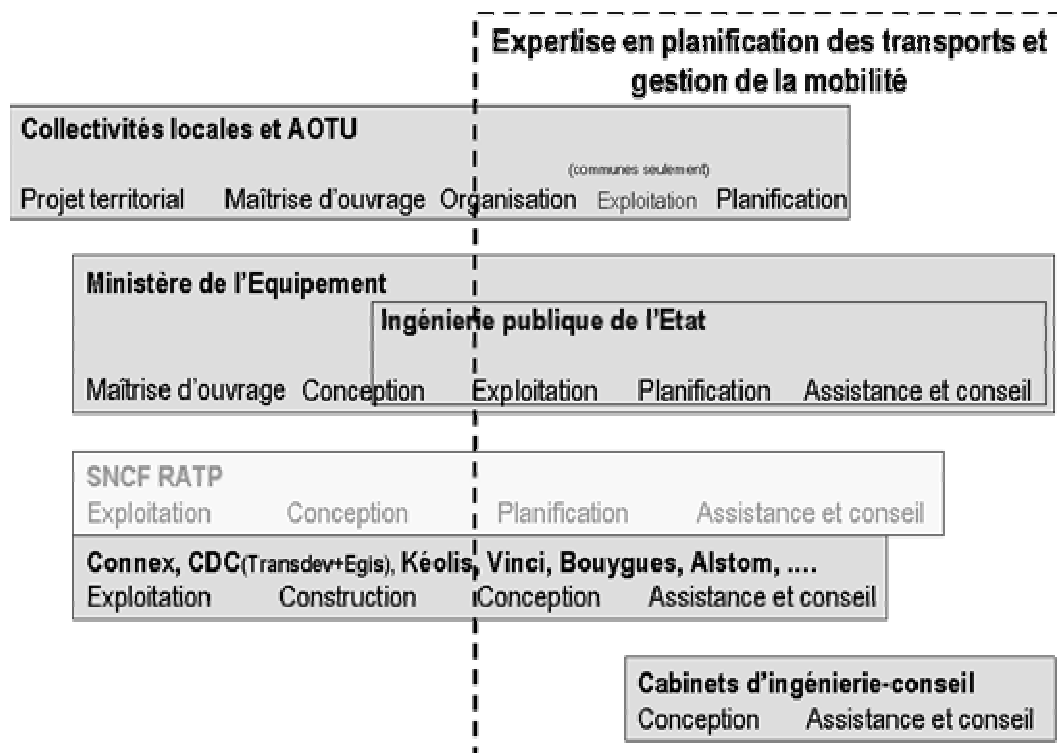 Expertise en planification des transports et
gestion de la mobilité
Collectivités locales et AOTU
(communes seulement)
Projet territorial Maîtrise d'ouvrage Organisation Exploitation Planification
Ministère de l'Equipement
Ingénierie publique de l'Etat
Maîtrise d'ouvrage Conception Exploitation Planification Assistance et conseil
SNCF RATP
Exploitation Conception Planification Assistance et conseil
Connex, CDC(Transdev+Egis), Kéolis, Vinci, Bouygues, Alstom, ....
Exploitation Construction Conception Assistance et conseil
Cabinets d'ingénierie-conseil
Conception Assistance et conseil